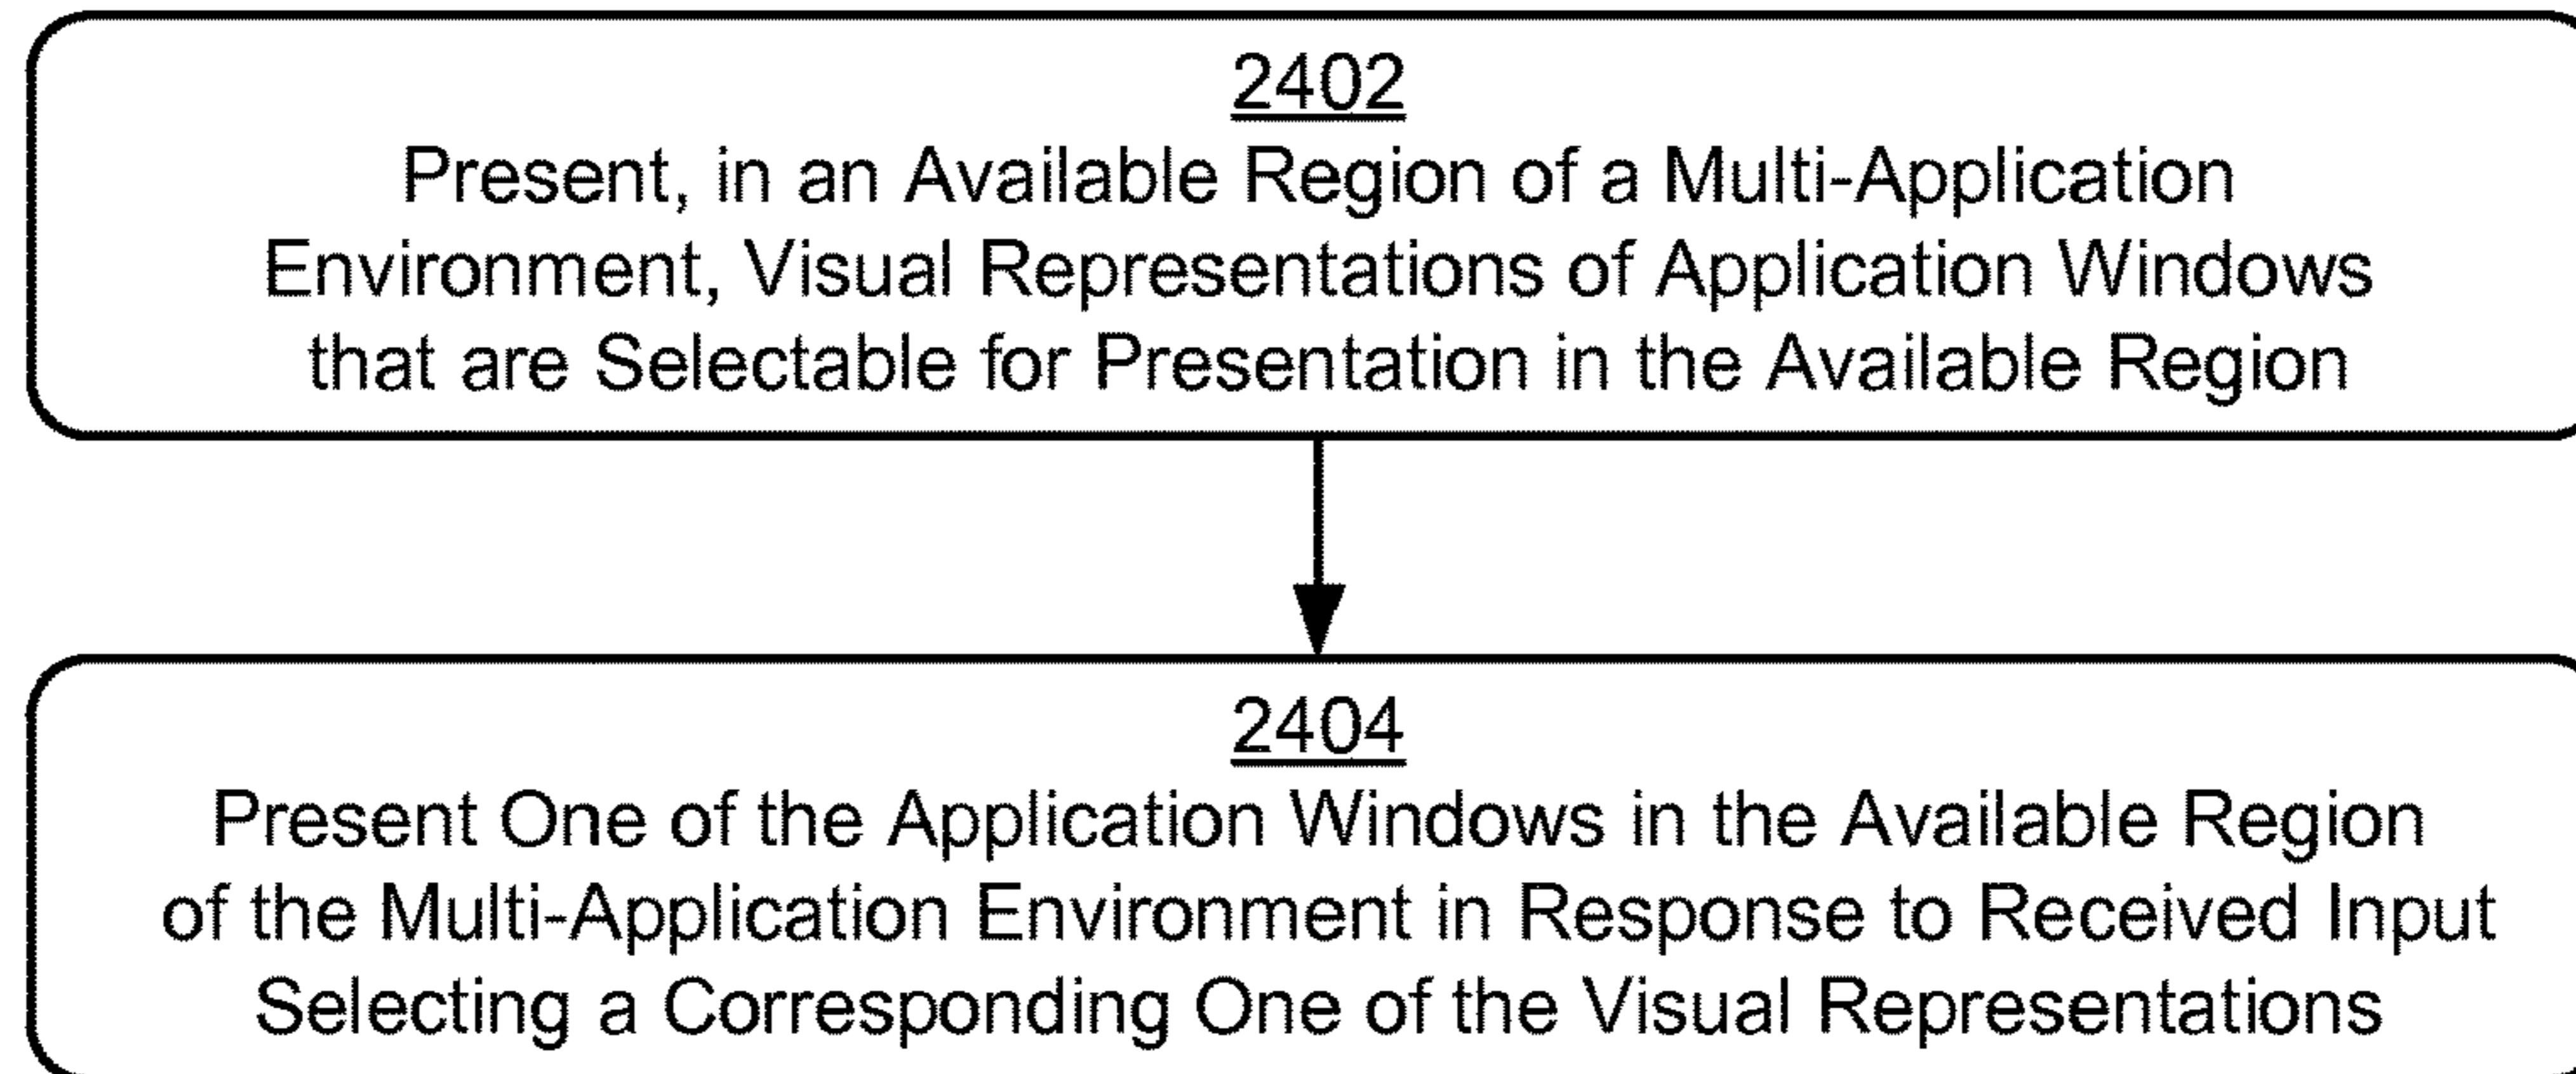 2402
Present, in an Available Region of a Multi-Application
Environment, Visual Representations of Application Windows
that are Selectable for Presentation in the Available Region
2404
Present One of the Application Windows in the Available Region
of the Multi-Application Environment in Response to Received Input
Selecting a Corresponding One of the Visual Representations